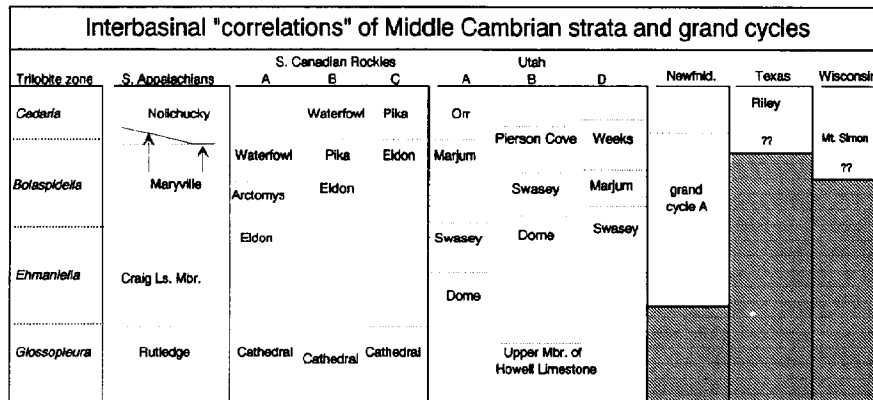 Interbasinal "correlations" of Middle Cambrian strata and grand cycles
S. Canadian Rockies Utah
Trilobite zone S. Appalachians A B C A B D Newfnld. Texas Wisconsin
Cedaria Nolichucky Waterfowl Pika Orr Riley
Pierson Cove Weeks ?? Mt. Simon
Waterfowl Pika Eldon Marjum
??
Bolaspidella Maryville Arctomys Eldon Swasey Marjum grand
cycle A
Eldon Swasey Dome Swasey
Ehmaniella Craig Ls. Mbr.
Dome
Glossopleura Rutledge Cathedral Cathedral Cathedral Upper Mbr. of
Howell Limestone